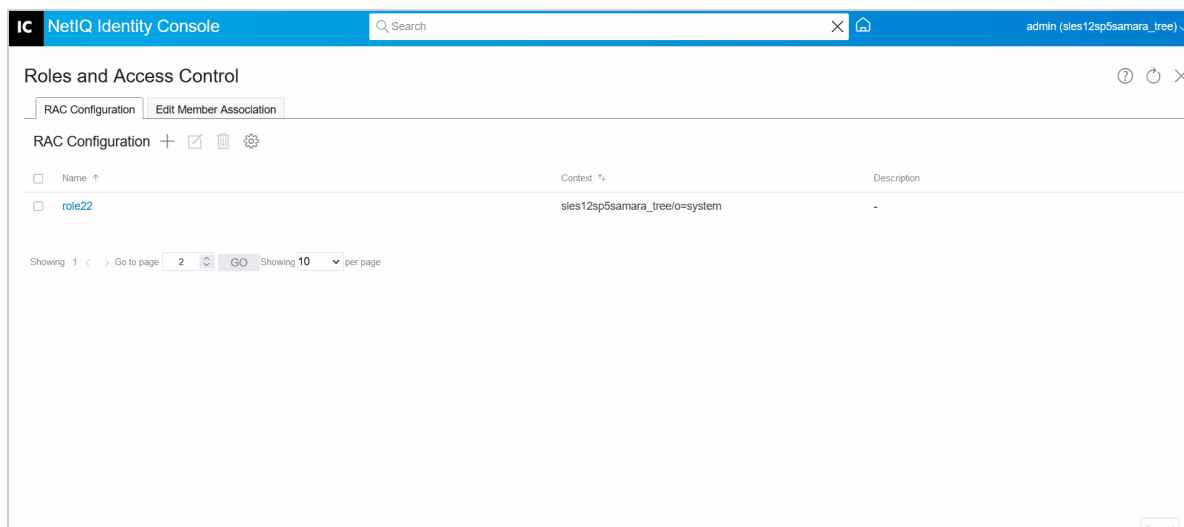 IC NetIQ Identity Console Search admin (sles12sp5samara_tree)
Roles and Access Control
RAC Configuration Edit Member Association
RAC Configuration
Name Context Description
role22 sles12sp5samara_tree/o=system -
Showing 1 < > Go to page 2 GO Showing 10 per page